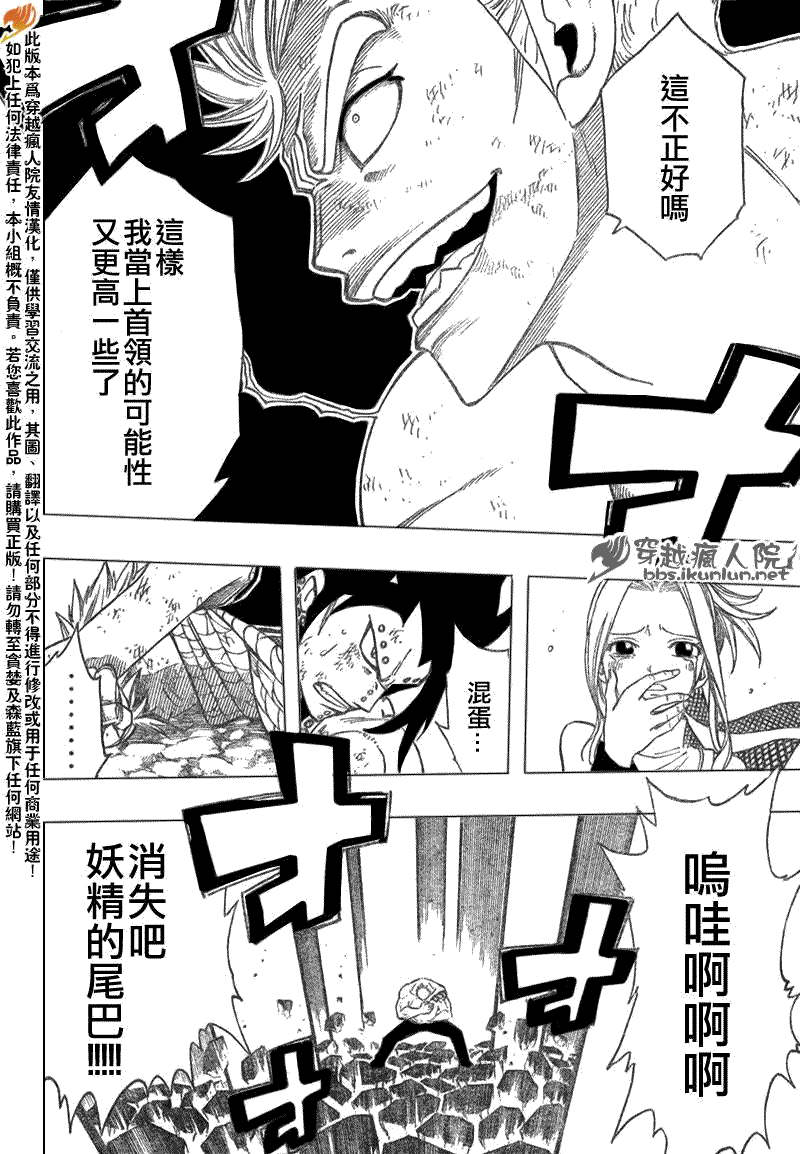 這不正好嗎
這樣
我當上首領的可能性
又更高一些了
穿越瘋人院
bbs.ikunlun.net
混蛋…
……
嗚哇啊啊啊
消失吧
妖精的尾巴!!!!!
此版本爲穿越瘋人院友情漢化，僅供學習交流之用，其圖、翻譯以及任何部分不得進行修改或用于任何商業用途！
如犯上任何法律責任，本小組概不負責。若您喜歡此作品，請購買正版！請勿轉至貪婪及森藍旗下任何網站！